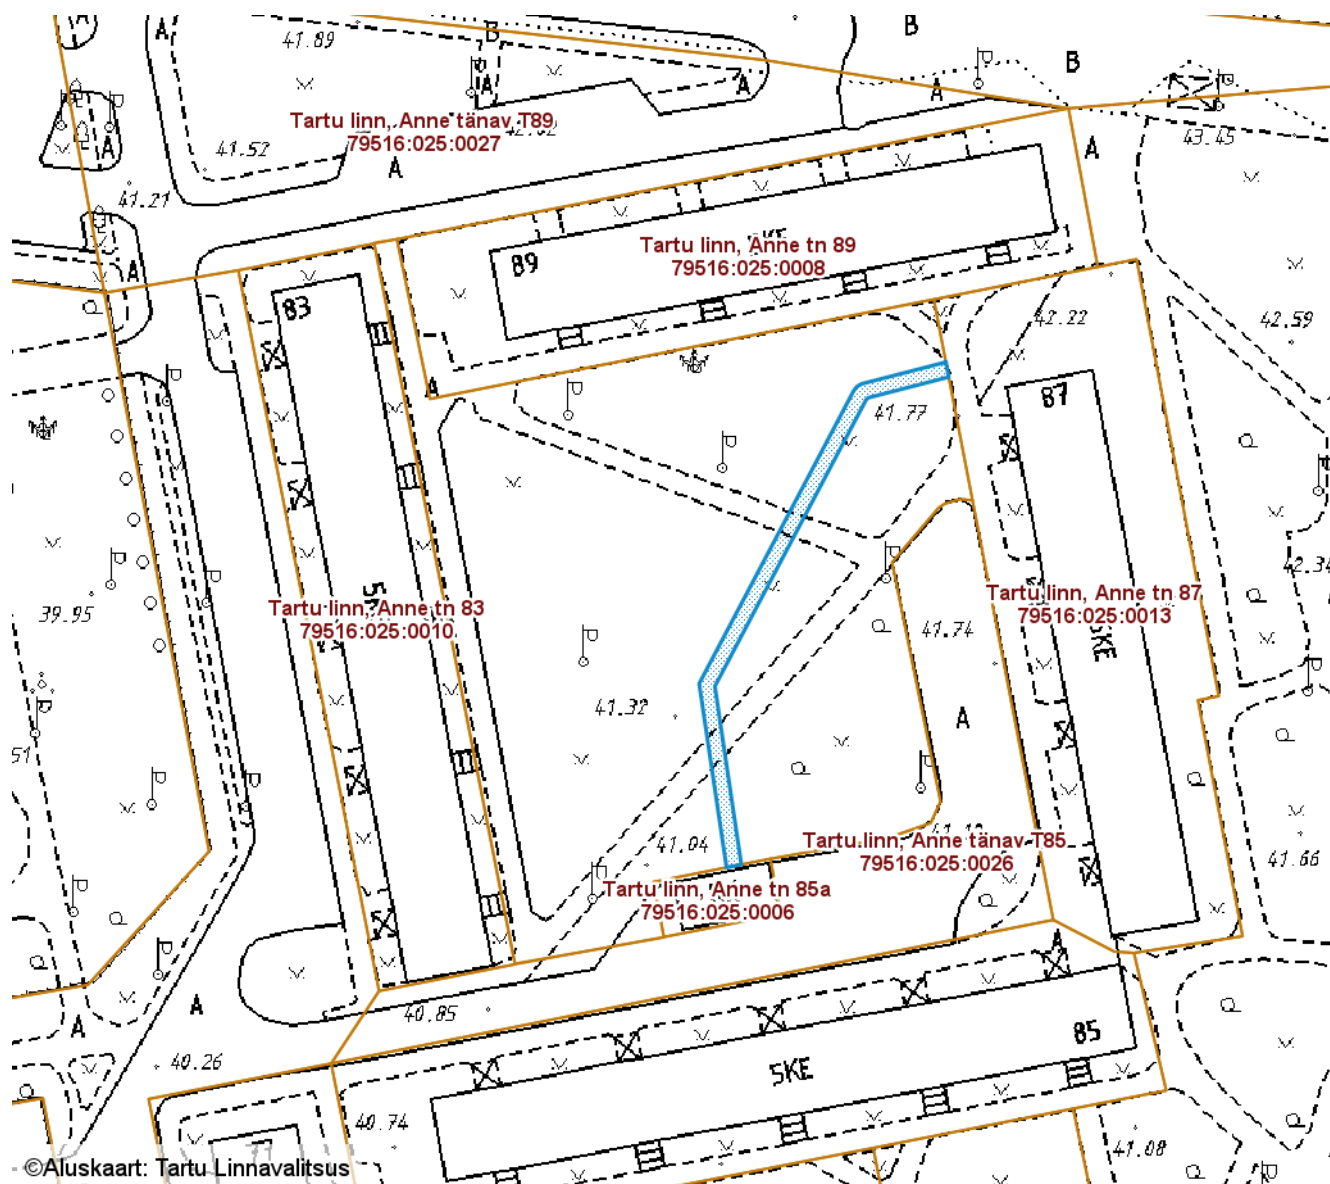 A
41.89
B
B
B
A
A
A
Tartu linn, Anne tänav T89
79516:025:0027
41.52
A
A
A
43.45
41.21
A
89
Tartu linn, Anne tn 89
79516:025:0008
83
42.22
42.59
87
A
41.77
42.34
39.95
Tartu linn, Anne tn 83
79516:025:0010
Tartu linn, Anne tn 87
79516:025:0013
5KE
41.74
41.32
A
51
41.04
Tartu linn, Anne tänav T85
79516:025:0026
41.66
Tartu linn, Anne tn 85a
79516:025:0006
A
A
A
40.85
85
40.26
5KE
40.74
77
41.08
©Aluskaart: Tartu Linnavalitsus